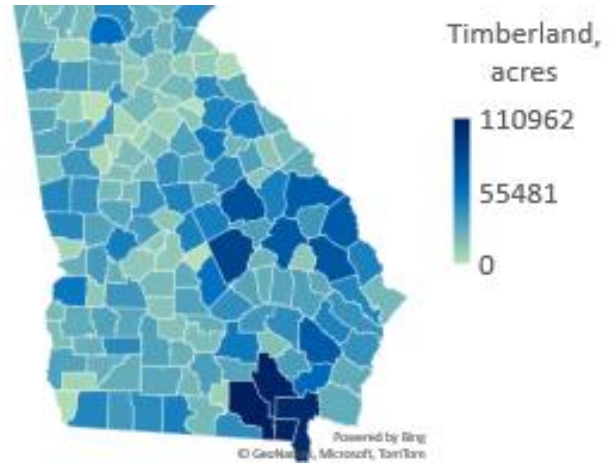 Timberland,
acres
110962
55481
0
Powered by Bing
© GeoNames, Microsoft, TomTom